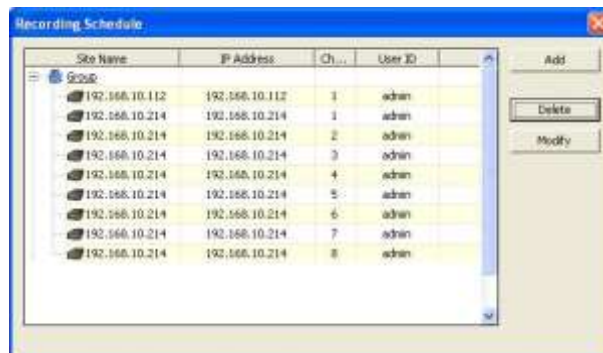 Recording Schedule
Site Name IP Address Ch... User ID
Group
192.168.10.112 192.168.10.112 1 admin
192.168.10.214 192.168.10.214 1 admin
192.168.10.214 192.168.10.214 2 admin
192.168.10.214 192.168.10.214 3 admin
192.168.10.214 192.168.10.214 4 admin
192.168.10.214 192.168.10.214 5 admin
192.168.10.214 192.168.10.214 6 admin
192.168.10.214 192.168.10.214 7 admin
192.168.10.214 192.168.10.214 8 admin
Add
Delete
Modify